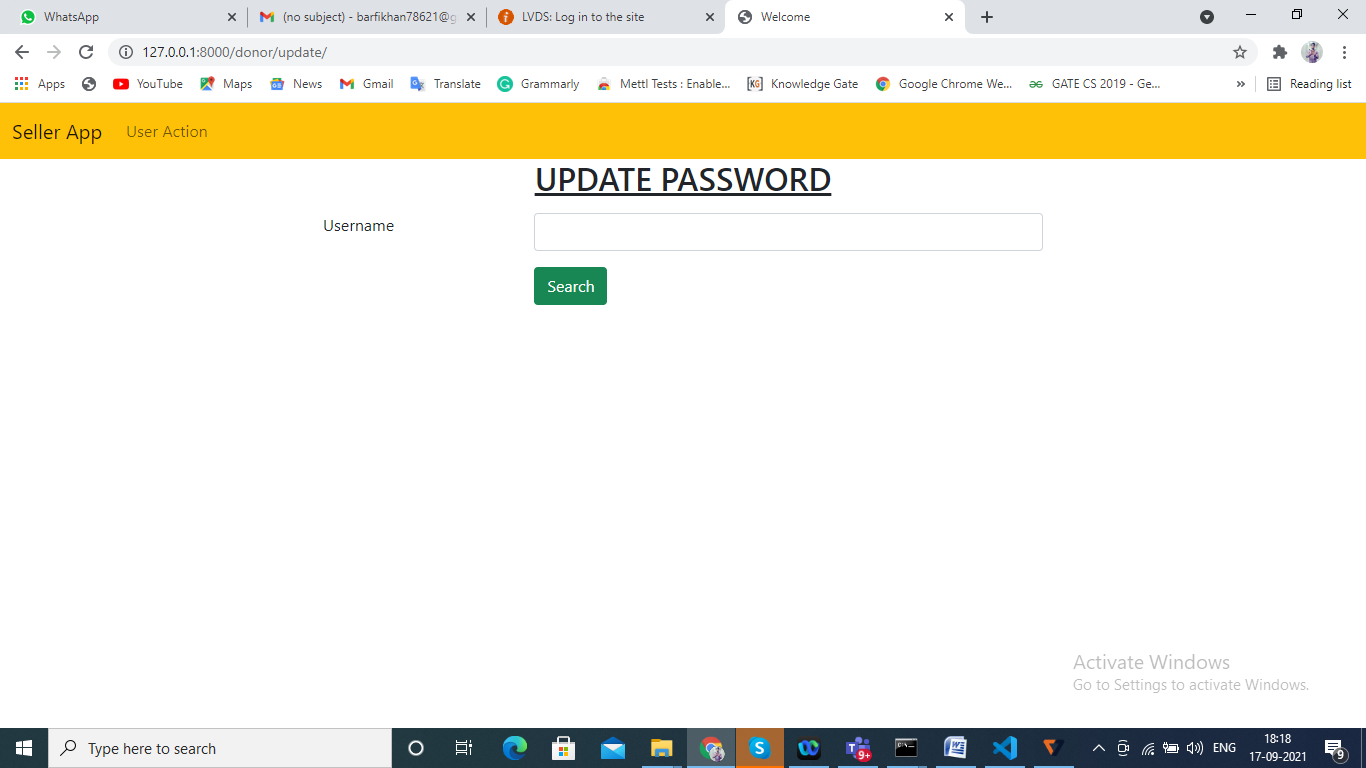 WhatsApp
(no subject) - barfikhan78621@g
LVDS: Log in to the site
Welcome
127.0.0.1:8000/donor/update/
Apps
YouTube
Maps
News
Gmail
Translate
Grammarly
Mettl Tests : Enable...
KG
Knowledge Gate
Google Chrome We...
GATE CS 2019 - Ge...
»
Reading list
Seller App
User Action
UPDATE PASSWORD
Username
Search
Activate Windows
Go to Settings to activate Windows.
Type here to search
9+
ENG
18:18
17-09-2021
9